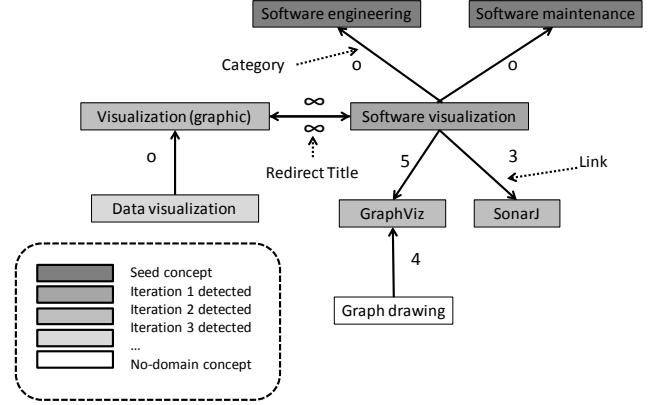 Software engineering
Software maintenance
Category
o
o
Visualization (graphic)
∞
∞
Software visualization
Redirect Title
o
5
3
Link
Data visualization
GraphViz
SonarJ
4
Graph drawing
Seed concept
Iteration 1 detected
Iteration 2 detected
Iteration 3 detected
...
No-domain concept